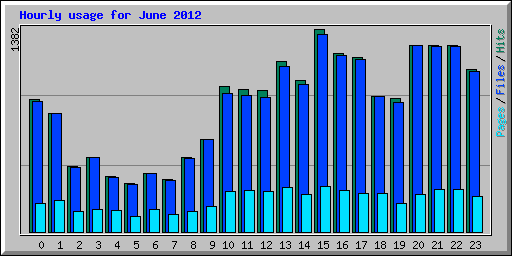 Hourly usage for June 2012
1382
Pages/Files/Hits
0 1 2 3 4 5 6 7 8 9 10 11 12 13 14 15 16 17 18 19 20 21 22 23